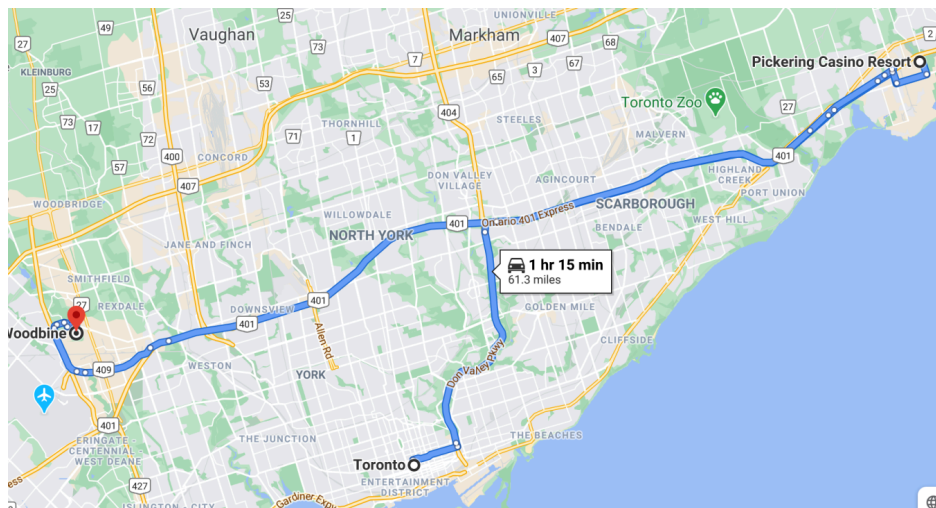 25
UNIONVILLE
49
Vaughan
Markham
27
73
407
68
7
67
3
65
KLEINBURG
Pickering Casino Resort
2
25
56
53
Toronto Zoo
27
404
73
17
THORNHILL
STEELES
71
1
MALVERN
72
400
CONCORD
401
57
HIGHLAND
CREEK
DON VALLEY
VILLAGE
AGINCOURT
407
PORT UNION
WOODBRIDGE
SCARBOROUGH
WILLOWDALE
401
Ontario 401 Express
WEST HILL
BENDALE
NORTH YORK
JANE AND FINCH
1 hr 15 min
61.3 miles
SMITHFIELD
27
REXDALE
401
DOWNSVIEW
GOLDEN MILE
401
Woodbine
Allen Rd
CLIFFSIDE
Don Valley Pkwy
409
WESTON
YORK
401
THE BEACHES
THE JUNCTION
ERINGATE -
CENTENNIAL -
WEST DEANE
Toronto
ENTERTAINMENT
DISTRICT
427
Gardiner Exp
ess
ISLINGTON - CITY